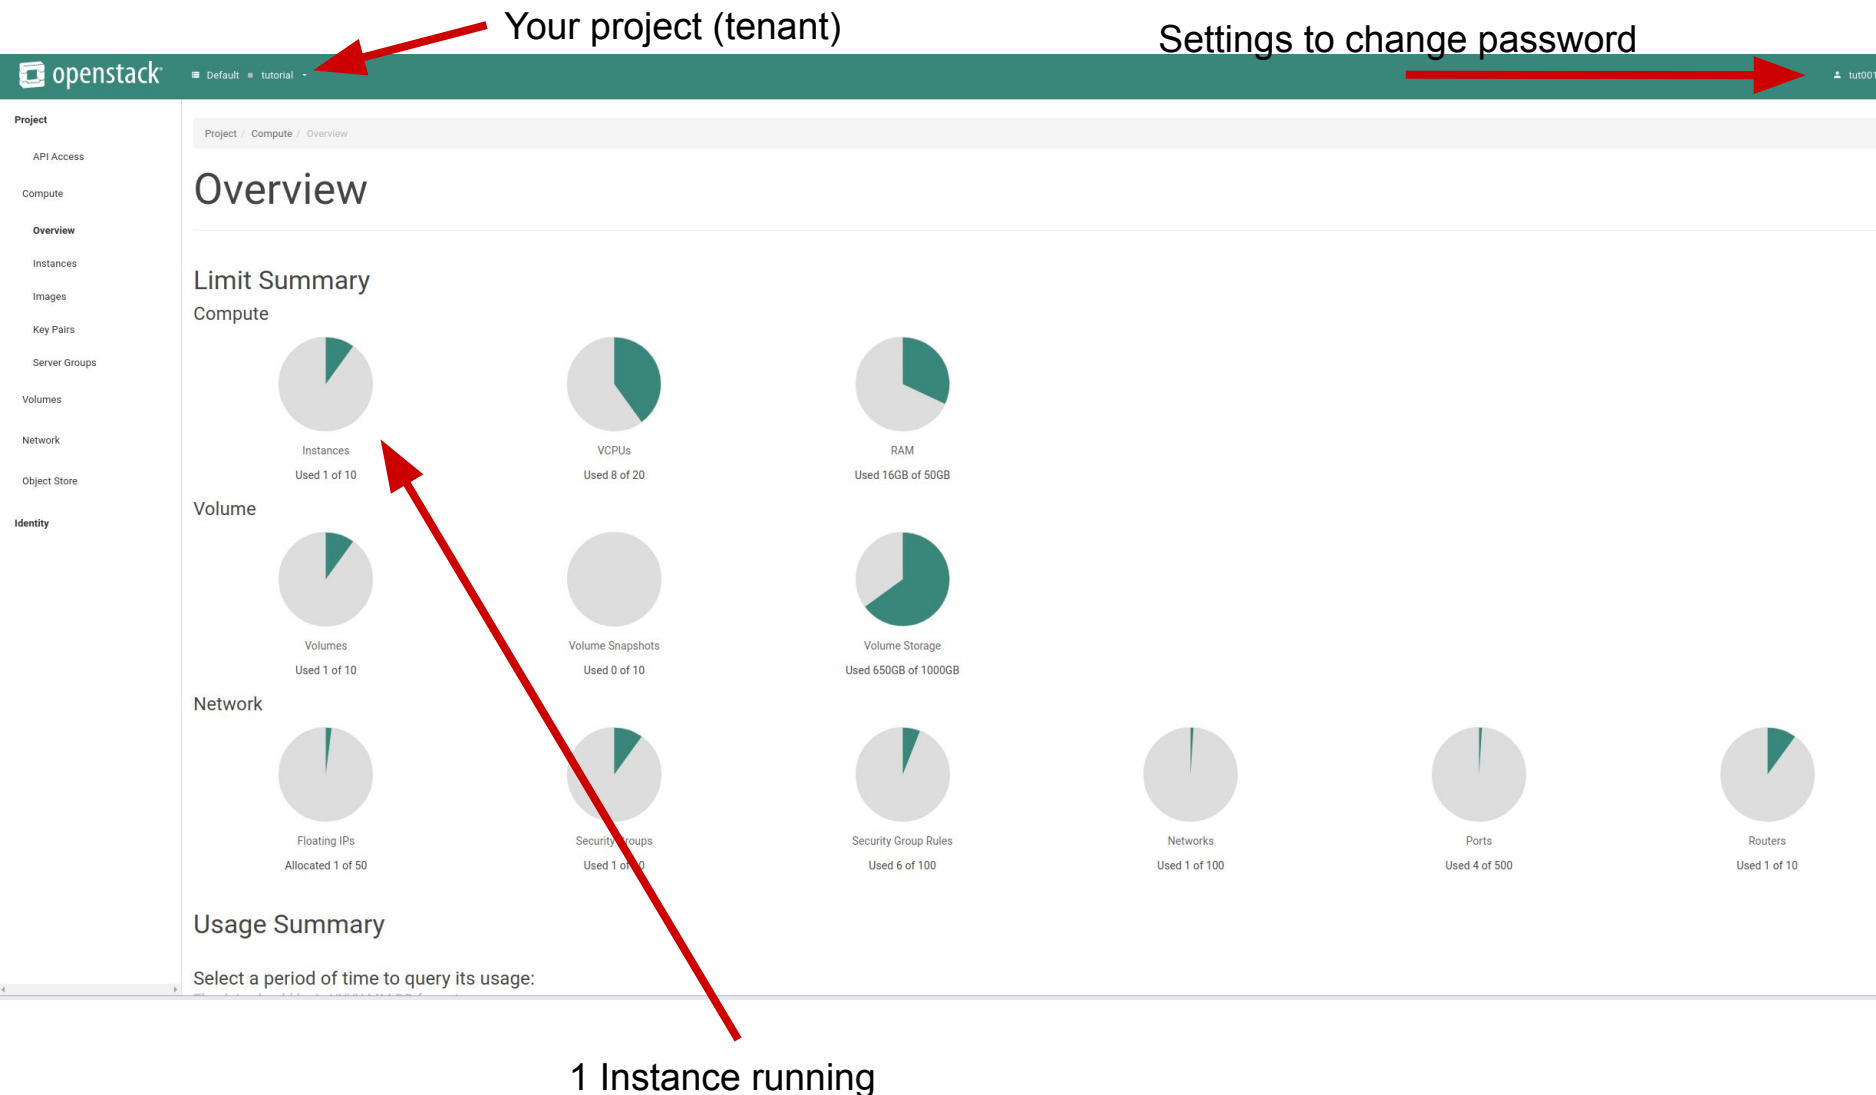 Your project (tenant)
Settings to change password
openstack
Default tutorial
tut001
Project
API Access
Compute
Overview
Instances
Images
Key Pairs
Server Groups
Volumes
Network
Object Store
Identity
Project / Compute / Overview
Overview
Limit Summary
Compute
Instances VCPUs RAM
Used 1 of 10 Used 8 of 20 Used 16GB of 50GB
Volume
Volumes Volume Snapshots Volume Storage
Used 1 of 10 Used 0 of 10 Used 650GB of 1000GB
Network
Floating IPs Security Groups Security Group Rules Networks Ports Routers
Allocated 1 of 50 Used 1 of Used 6 of 100 Used 1 of 100 Used 4 of 500 Used 1 of 10
Usage Summary
Select a period of time to query its usage:
1 Instance running